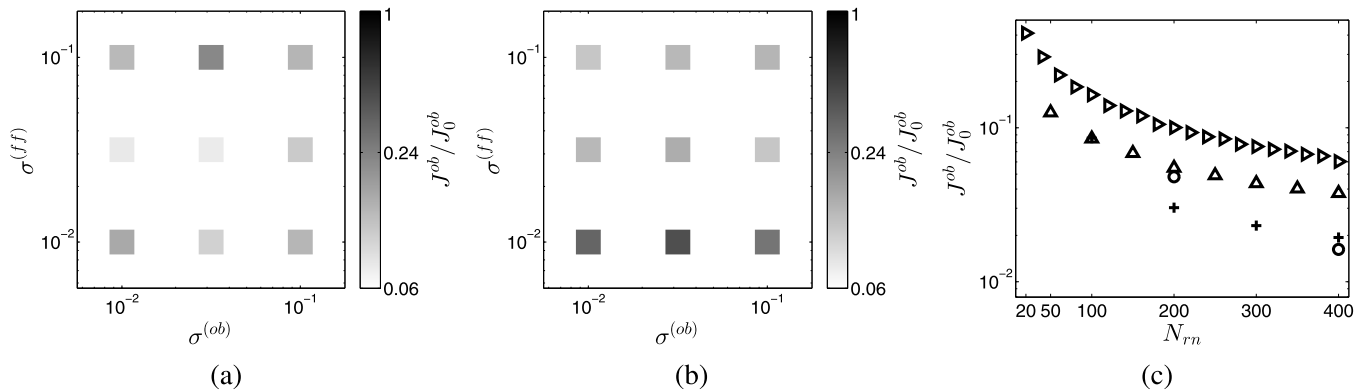 10^{-1}
10^{-2}
σ^{(ff)}
10^{-2}
10^{-1}
σ^{(ob)}
1
0.24
0.06
J^{ob}/J_0^{ob}
(a)
10^{-1}
10^{-2}
σ^{(ff)}
10^{-2}
10^{-1}
σ^{(ob)}
1
0.24
0.06
J^{ob}/J_0^{ob}
(b)
J^{ob}/J_0^{ob}
10^{-1}
10^{-2}
20 50 100 200 300 400
N_{rn}
(c)